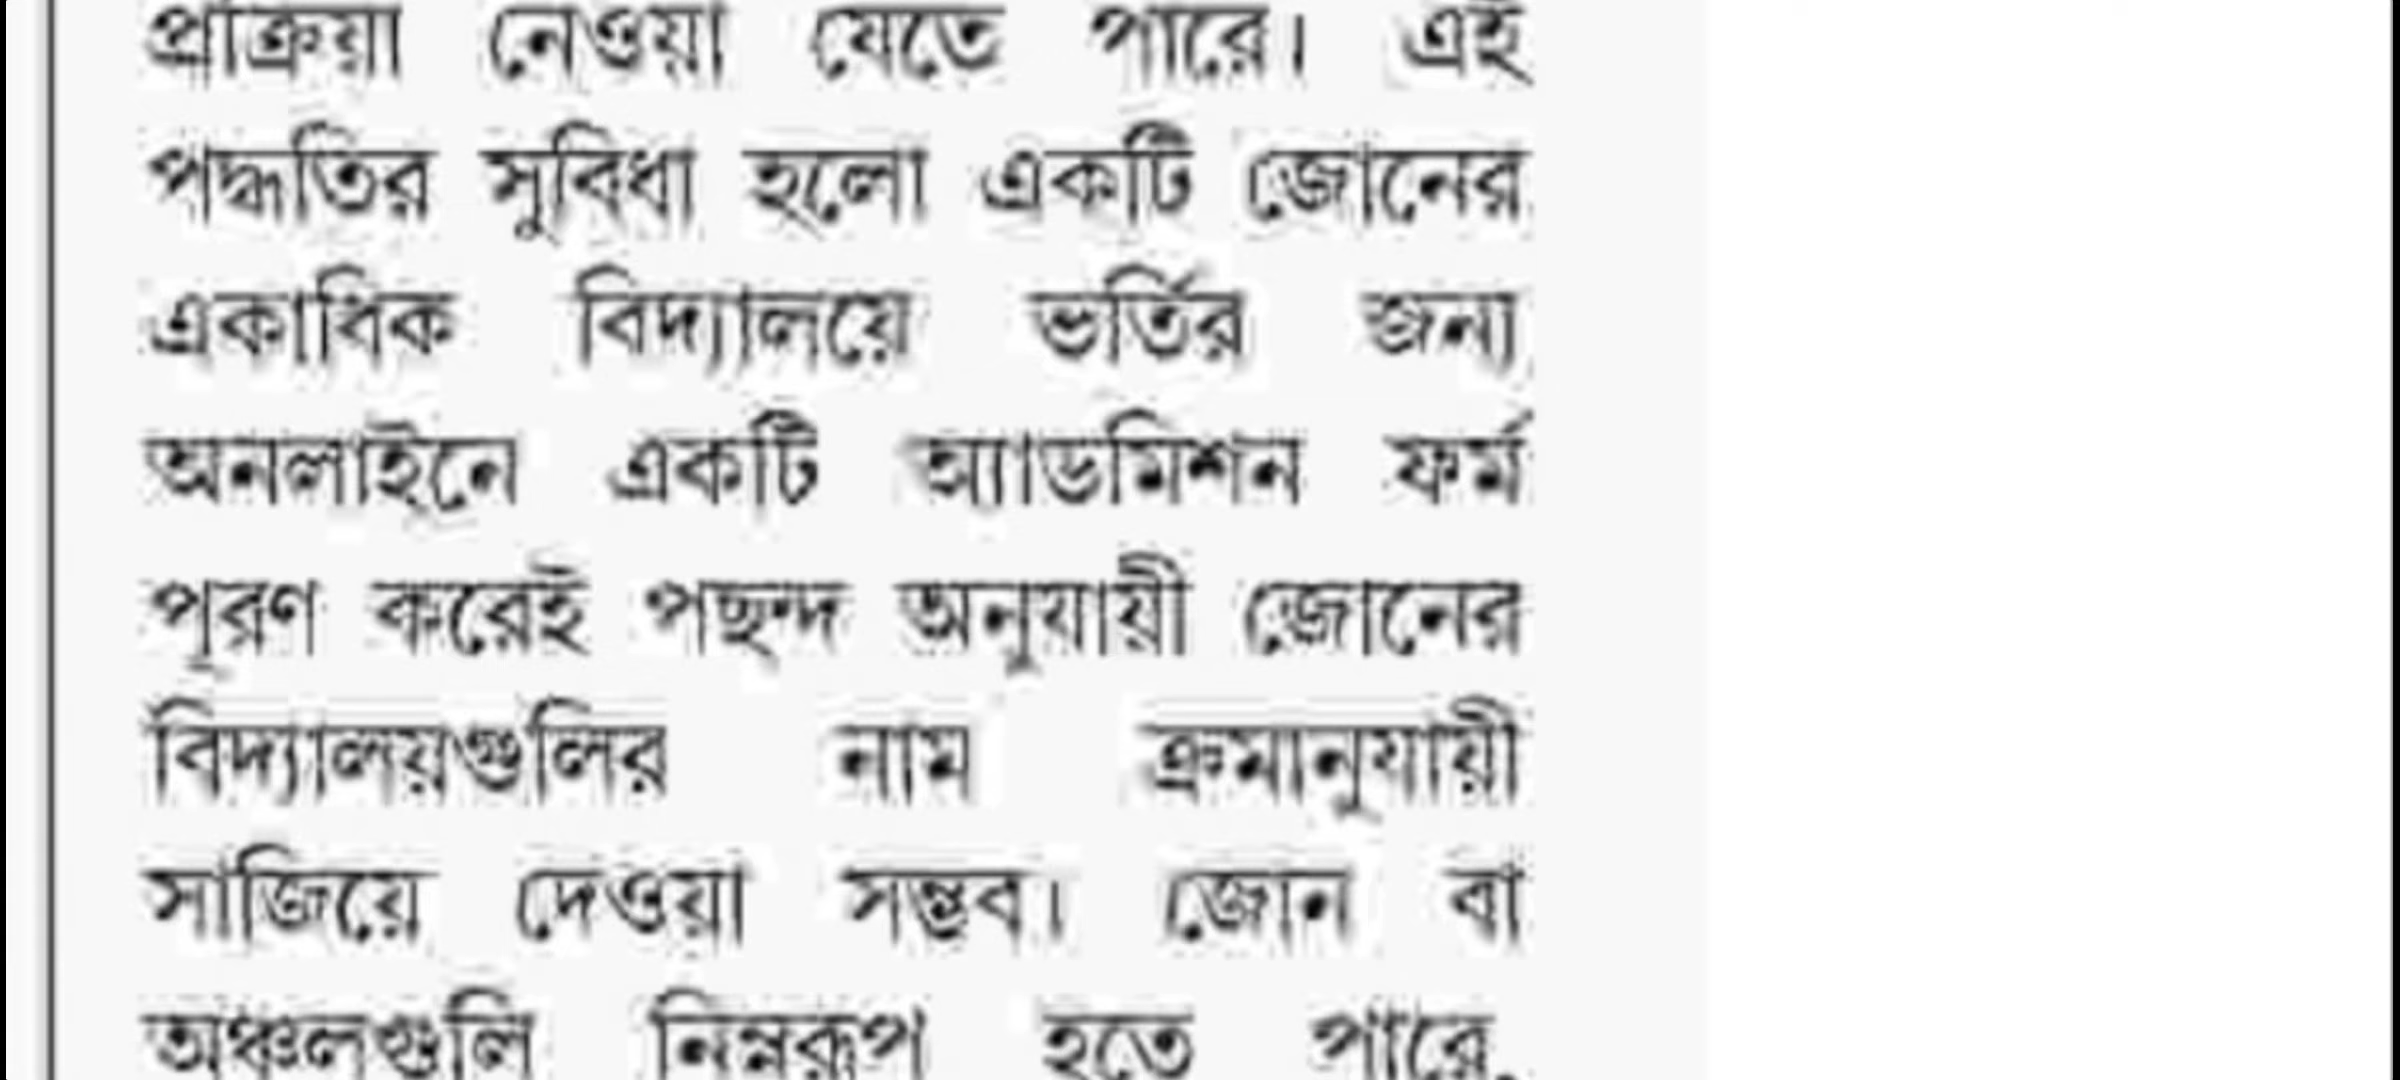 প্রক্রিয়া নেওয়া যেতে পারে। এই
পদ্ধতির সুবিধা হলো একটি জোনের
একাধিক বিদ্যালয়ে ভর্তির জন্য
অনলাইনে একটি অ্যাডমিশন ফর্ম
পূরণ করেই পছন্দ অনুযায়ী জোনের
বিদ্যালয়গুলির নাম ক্রমানুযায়ী
সাজিয়ে দেওয়া সম্ভব। জোন বা
অঞ্চলগুলি নিম্নরূপ হতে পারে,